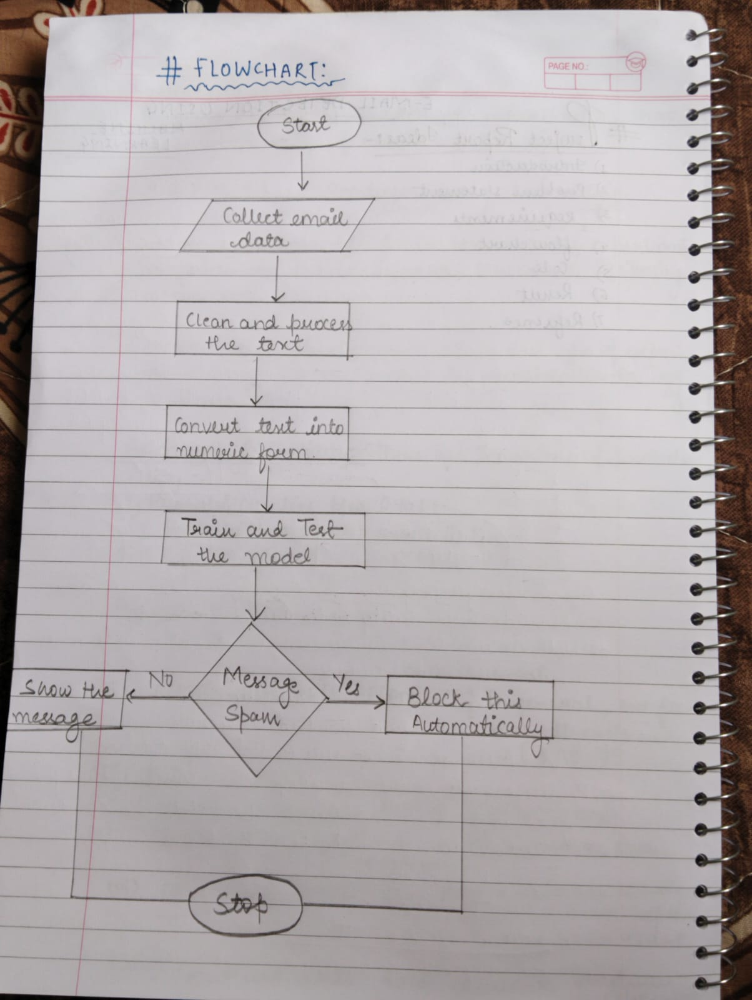 # FLOWCHART:
PAGE NO.:
Start
Collect email
data
Clean and process
the text
Convert text into
numeric form.
Train and Test
the model
Message
Spam
No
Yes
Show the
message
Block this
Automatically
Stop